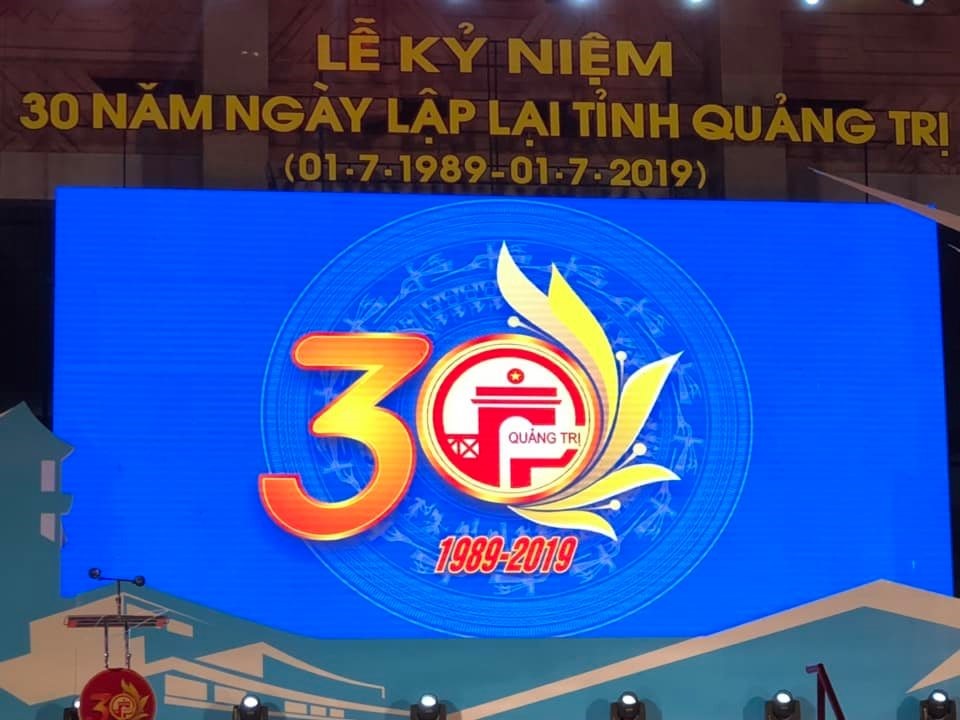 LỄ KỶ NIỆM
30 NĂM NGÀY LẬP LẠI TỈNH QUẢNG TRỊ
(01-7-1989-01-7-2019)
30
QUẢNG TRỊ
1989-2019
30